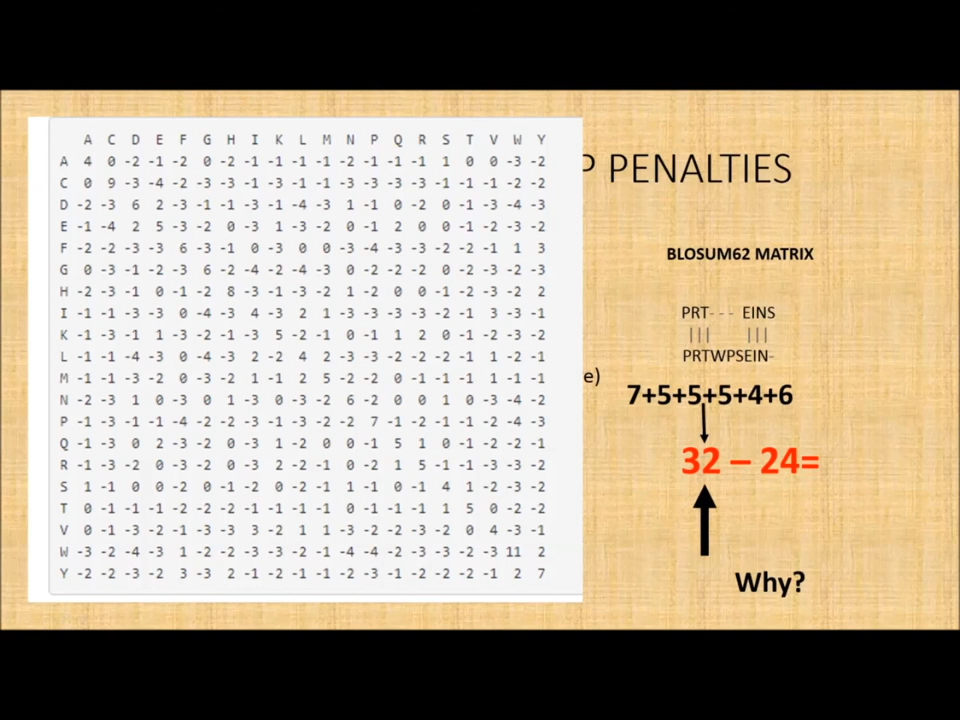 P PENALTIES
A C D E F G H I K L M N P Q R S T V W Y
A 4 0 -2 -1 -2 0 -2 -1 -1 -1 -1 -2 -1 -1 -1 1 0 0 -3 -2
C 0 9 -3 -4 -2 -3 -3 -1 -3 -1 -1 -3 -3 -3 -3 -1 -1 -1 -2 -2
D -2 -3 6 2 -3 -1 -1 -3 -1 -4 -3 1 -1 0 -2 0 -1 -3 -4 -3
E -1 -4 2 5 -3 -2 0 -3 1 -3 -2 0 -1 2 0 0 -1 -2 -3 -2
F -2 -2 -3 -3 6 -3 -1 0 -3 0 0 -3 -4 -3 -3 -2 -2 -1 1 3
G 0 -3 -1 -2 -3 6 -2 -4 -2 -4 -3 0 -2 -2 -2 0 -2 -3 -2 -3
H -2 -3 -1 0 -1 -2 8 -3 -1 -3 -2 1 -2 0 0 -1 -2 -3 -2 2
I -1 -1 -3 -3 0 -4 -3 4 -3 2 1 -3 -3 -3 -3 -2 -1 3 -3 -1
K -1 -3 -1 1 -3 -2 -1 -3 5 -2 -1 0 -1 1 2 0 -1 -2 -3 -2
L -1 -1 -4 -3 0 -4 -3 2 -2 4 2 -3 -3 -2 -2 -2 -1 1 -2 -1
M -1 -1 -3 -2 0 -3 -2 1 -1 2 5 -2 -2 0 -1 -1 -1 1 -1 -1
N -2 -3 1 0 -3 0 1 -3 0 -3 -2 6 -2 0 0 1 0 -3 -4 -2
P -1 -3 -1 -1 -4 -2 -2 -3 -1 -3 -2 -2 7 -1 -2 -1 -1 -2 -4 -3
Q -1 -3 0 2 -3 -2 0 -3 1 -2 0 0 -1 5 1 0 -1 -2 -2 -1
R -1 -3 -2 0 -3 -2 0 -3 2 -2 -1 0 -2 1 5 -1 -1 -3 -3 -2
S 1 -1 0 0 -2 0 -1 -2 0 -2 -1 1 -1 0 -1 4 1 -2 -3 -2
T 0 -1 -1 -1 -2 -2 -2 -1 -1 -1 -1 0 -1 -1 -1 1 5 0 -2 -2
V 0 -1 -3 -2 -1 -3 -3 3 -2 1 1 -3 -2 -2 -3 -2 0 4 -3 -1
W -3 -2 -4 -3 1 -2 -2 -3 -3 -2 -1 -4 -4 -2 -3 -3 -2 -3 11 2
Y -2 -2 -3 -2 3 -3 2 -1 -2 -1 -1 -2 -3 -1 -2 -2 -2 -1 2 7
BLOSUM62 MATRIX
PRT--- EINS
||| |||
PRTWPSEIN-
e)
7+5+5+5+4+6
32 – 24=
Why?